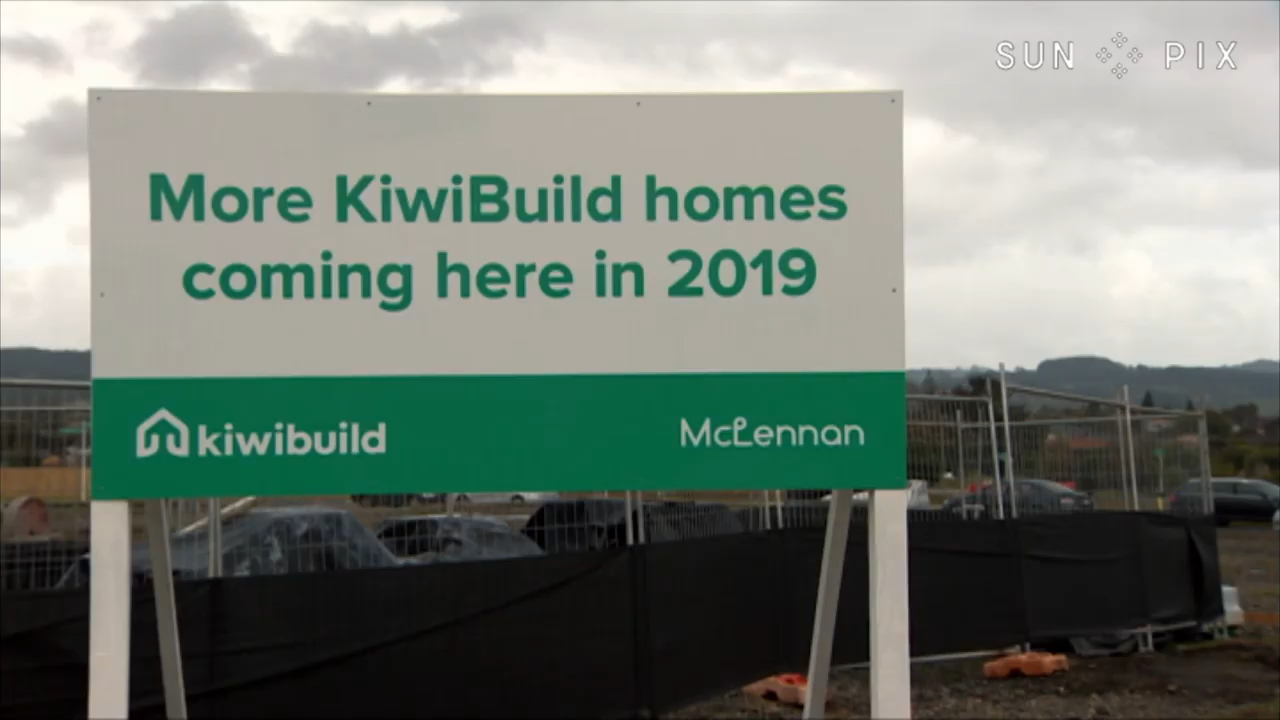 SUN PIX
More KiwiBuild homes
coming here in 2019
kiwibuild
McLennan